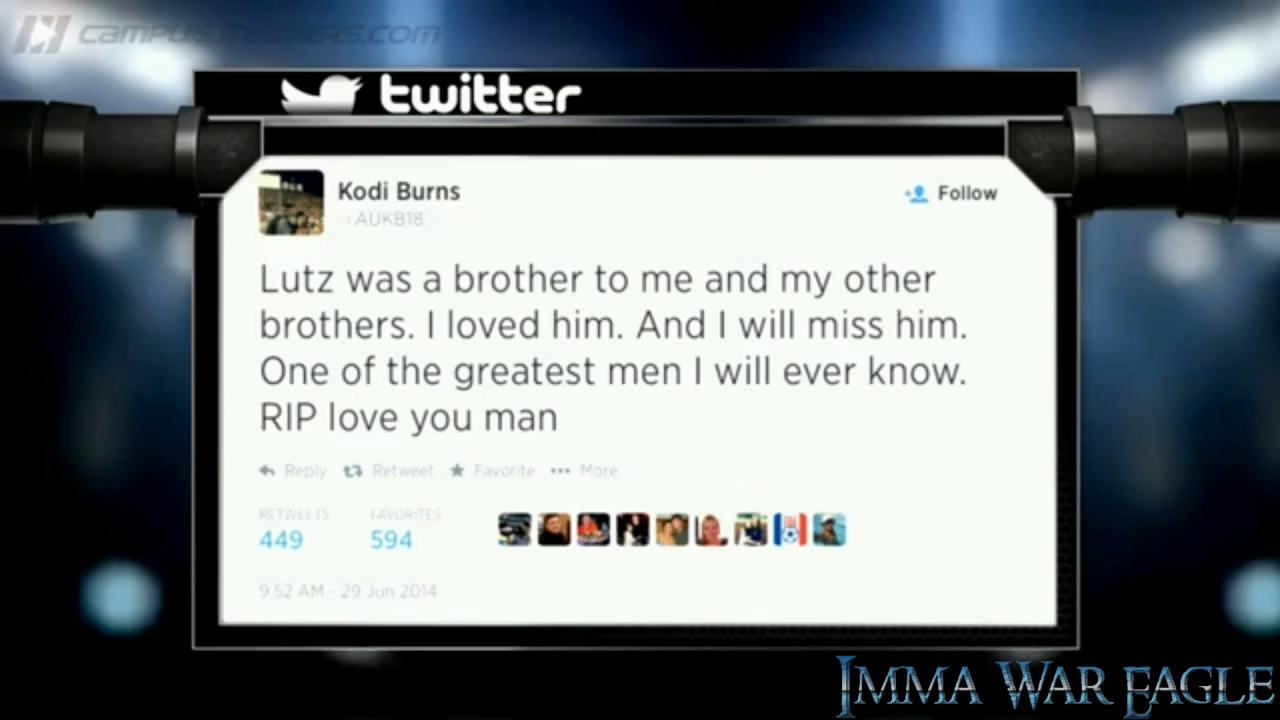 twitter
Kodi Burns
AUKB18
Follow
Lutz was a brother to me and my other
brothers. I loved him. And I will miss him.
One of the greatest men I will ever know.
RIP love you man
Reply Retweet Favorite More
RETWEETS FAVORITES
449 594
9 52 AM - 29 Jun 2014
IMMA WAR EAGLE